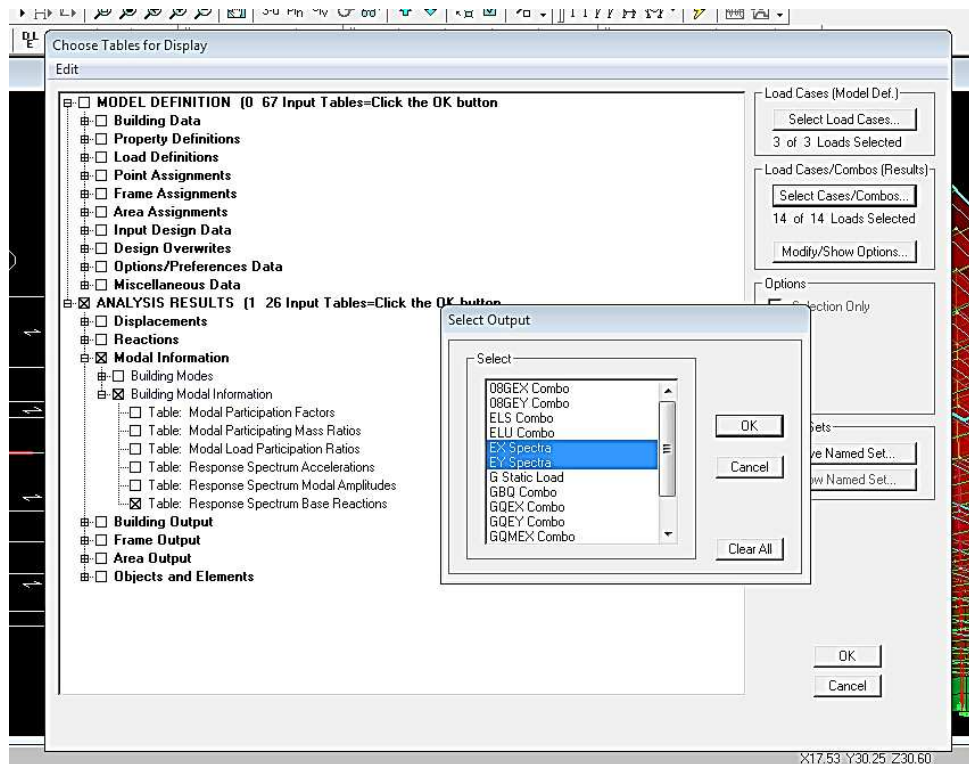 Choose Tables for Display
Edit
MODEL DEFINITION (0 67 Input Tables=Click the OK button
Building Data
Property Definitions
Load Definitions
Point Assignments
Frame Assignments
Area Assignments
Input Design Data
Design Overwrites
Options/Preferences Data
Miscellaneous Data
ANALYSIS RESULTS (1 26 Input Tables=Click the OK button
Displacements
Reactions
Modal Information
Building Modes
Building Modal Information
Table: Modal Participation Factors
Table: Modal Participating Mass Ratios
Table: Modal Load Participation Ratios
Table: Response Spectrum Accelerations
Table: Response Spectrum Modal Amplitudes
Table: Response Spectrum Base Reactions
Building Output
Frame Output
Area Output
Objects and Elements
Load Cases (Model Def.)
Select Load Cases...
3 of 3 Loads Selected
Load Cases/Combos (Results)
Select Cases/Combos...
14 of 14 Loads Selected
Modify/Show Options...
Options
ection Only
Sets
ve Named Set...
ow Named Set...
OK
Cancel
Select Output
Select
08GEX Combo
08GEY Combo
ELS Combo
ELU Combo
EX Spectra
EY Spectra
G Static Load
GBQ Combo
GQEX Combo
GQEY Combo
GQMEX Combo
OK
Cancel
Clear All
X17.53 Y30.25 Z30.60